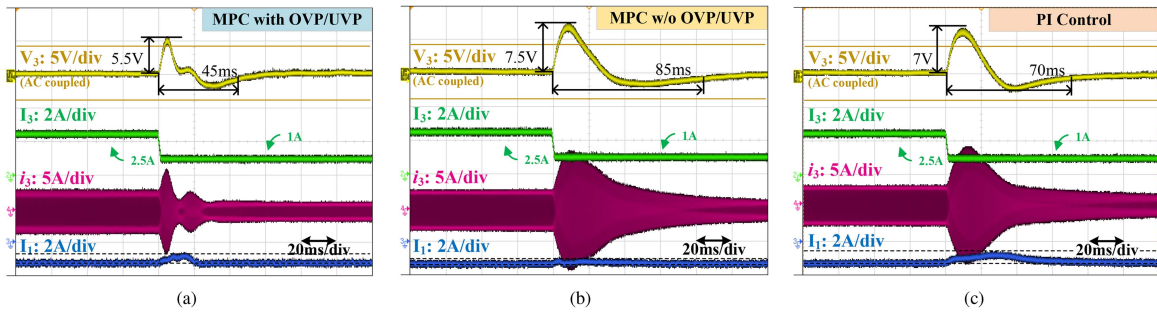 MPC with OVP/UVP
V₃: 5V/div
5.5V
45ms
(AC coupled)
I₃: 2A/div
1A
2.5A
i₃: 5A/div
I₁: 2A/div
20ms/div
(a)
MPC w/o OVP/UVP
V₃: 5V/div
7.5V
85ms
(AC coupled)
I₃: 2A/div
1A
2.5A
i₃: 5A/div
I₁: 2A/div
20ms/div
(b)
PI Control
V₃: 5V/div
7V
70ms
(AC coupled)
I₃: 2A/div
1A
2.5A
i₃: 5A/div
I₁: 2A/div
20ms/div
(c)